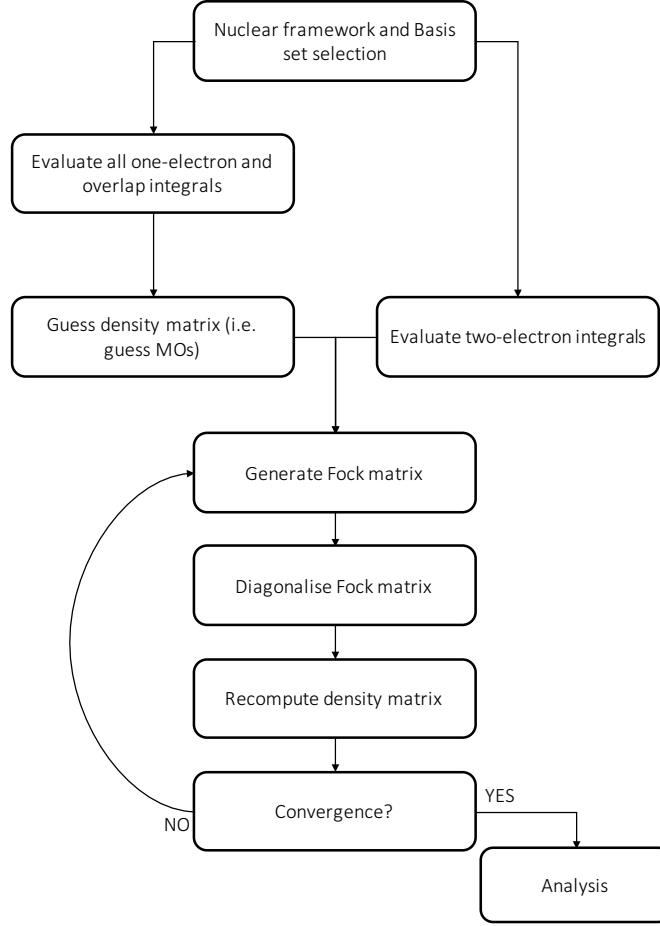 Nuclear framework and Basis
set selection
Evaluate all one-electron and
overlap integrals
Guess density matrix (i.e.
guess MOs)
Evaluate two-electron integrals
Generate Fock matrix
Diagonalise Fock matrix
Recompute density matrix
Convergence?
YES
NO
Analysis